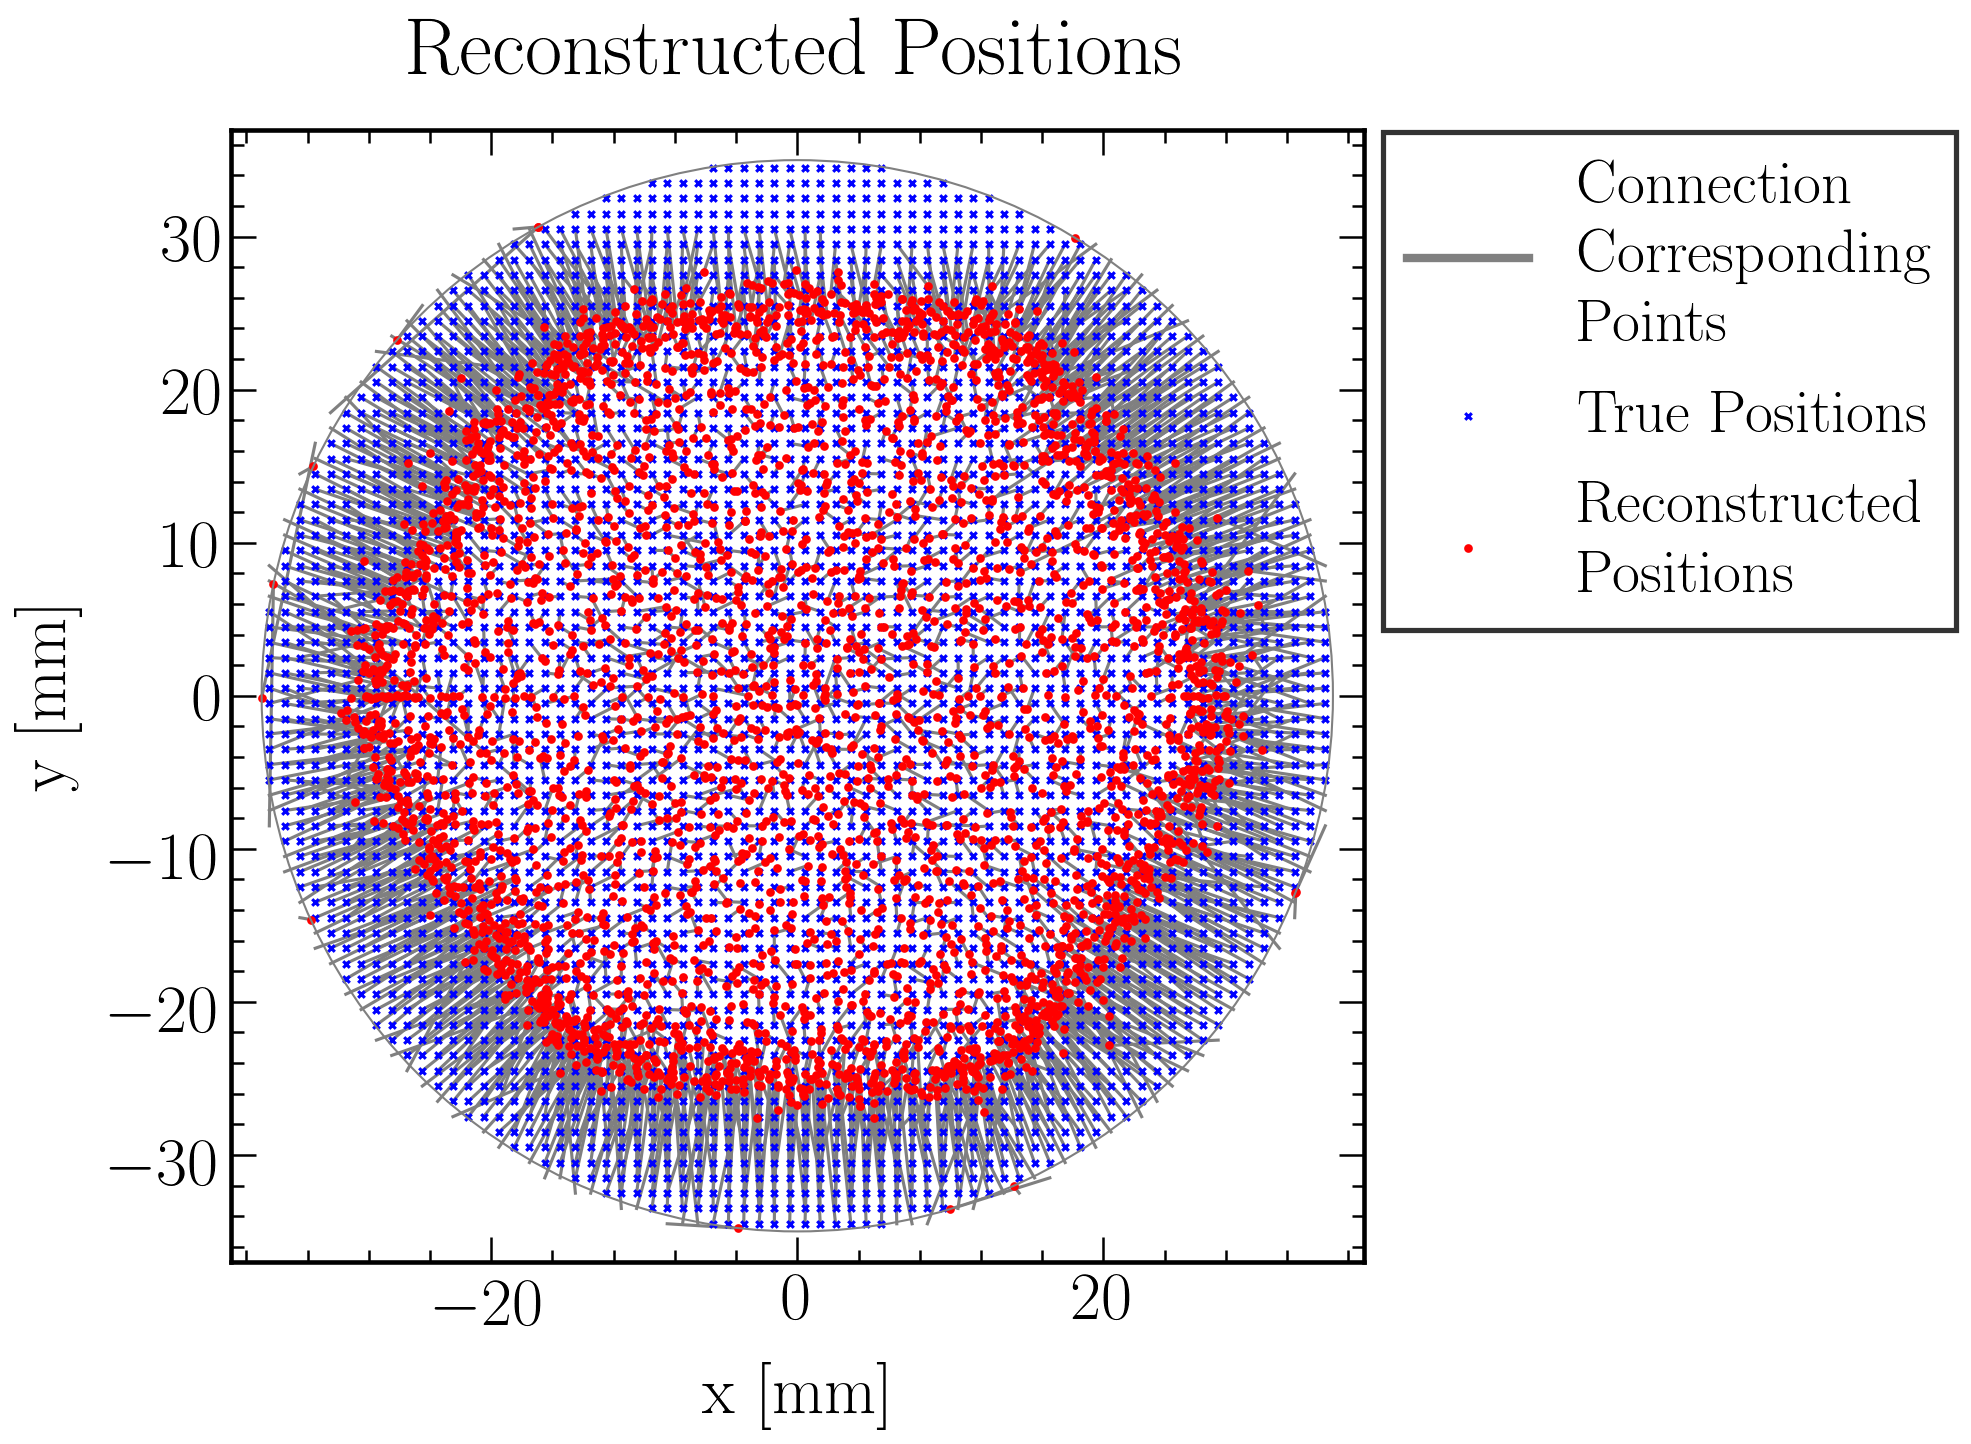 Reconstructed Positions
Connection
Corresponding
Points
True Positions
Reconstructed
Positions
30
20
10
0
−10
−20
−30
y [mm]
−20
0
20
x [mm]